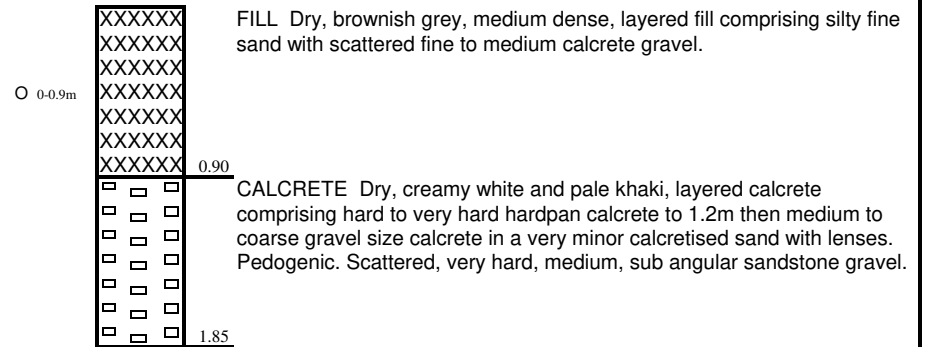 XXXXXX FILL Dry, brownish grey, medium dense, layered fill comprising silty fine
XXXXXX sand with scattered fine to medium calcrete gravel.
XXXXXX
O 0-0.9m XXXXXX
XXXXXX
XXXXXX
XXXXXX 0.90
CALCRETE Dry, creamy white and pale khaki, layered calcrete
comprising hard to very hard hardpan calcrete to 1.2m then medium to
coarse gravel size calcrete in a very minor calcretised sand with lenses.
Pedogenic. Scattered, very hard, medium, sub angular sandstone gravel.
1.85